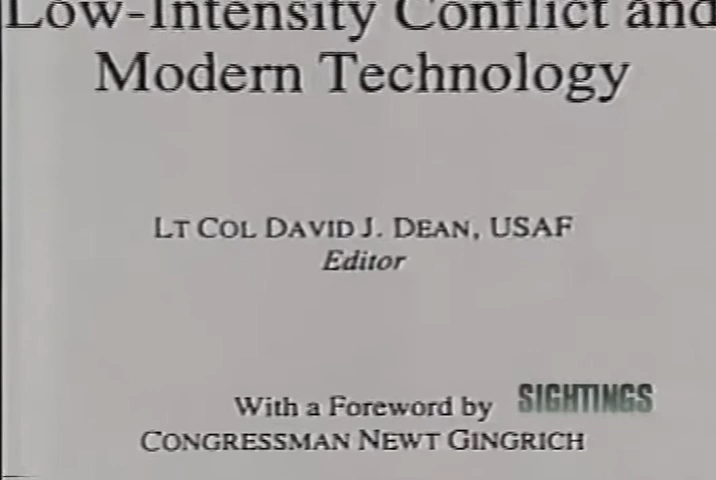 Low-Intensity Conflict and
Modern Technology
LT COL DAVID J. DEAN, USAF
Editor
With a Foreword by
SIGHTINGS
CONGRESSMAN NEWT GINGRICH